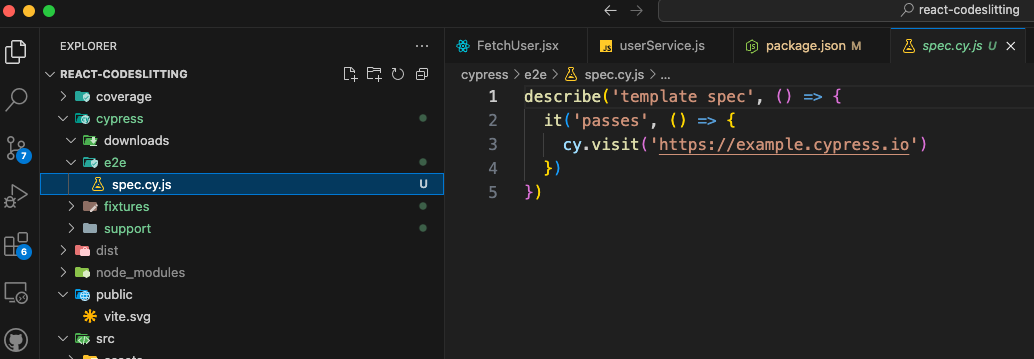 react-codeslitting
EXPLORER
FetchUser.jsx
userService.js
package.json M
spec.cy.js U
REACT-CODESLITTING
cypress > e2e > spec.cy.js > ...
coverage
cypress
downloads
e2e
spec.cy.js U
fixtures
support
dist
node_modules
public
vite.svg
src
7
6
1 describe('template spec', () => {
2 it('passes', () => {
3 cy.visit('https://example.cypress.io')
4 })
5 })